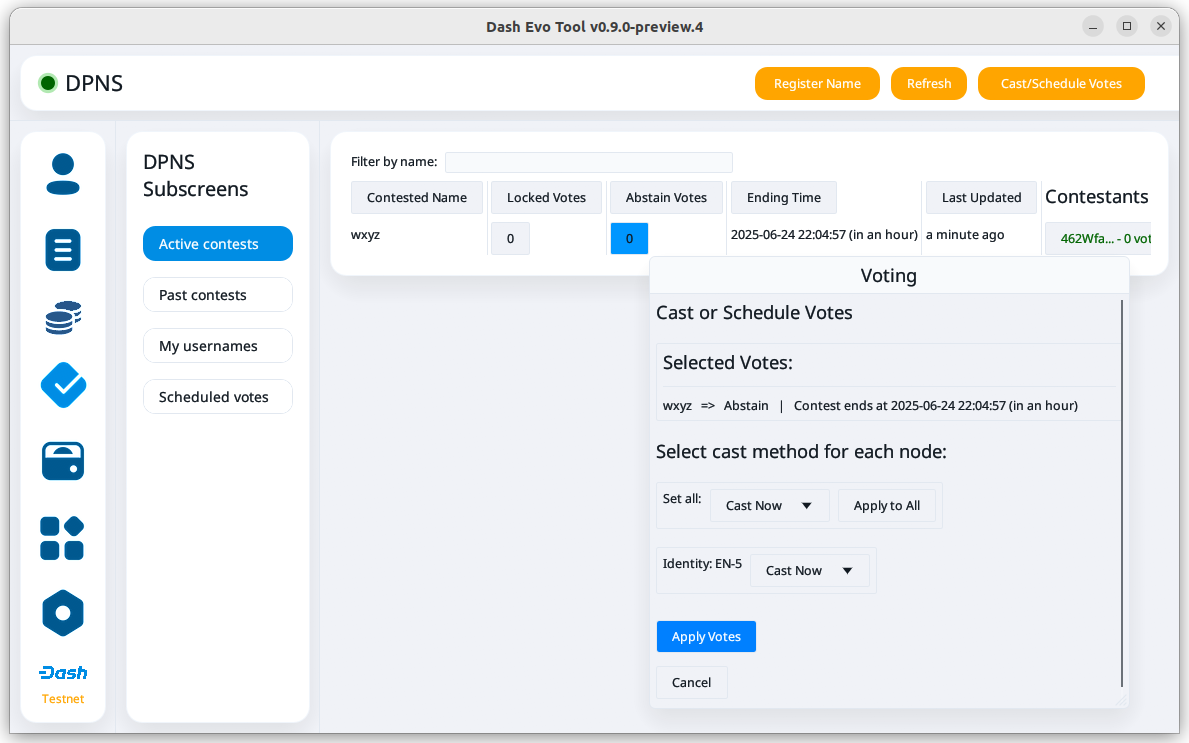 Dash Evo Tool v0.9.0-preview.4
DPNS
Register Name
Refresh
Cast/Schedule Votes
DPNS
Subscreens
Active contests
Past contests
My usernames
Scheduled votes
Dash
Testnet
Filter by name:
Contested Name Locked Votes Abstain Votes Ending Time Last Updated Contestants
wxyz 0 0 2025-06-24 22:04:57 (in an hour) a minute ago 462Wfa... - 0 vot
Voting
Cast or Schedule Votes
Selected Votes:
wxyz => Abstain | Contest ends at 2025-06-24 22:04:57 (in an hour)
Select cast method for each node:
Set all: Cast Now Apply to All
Identity: EN-5 Cast Now
Apply Votes
Cancel